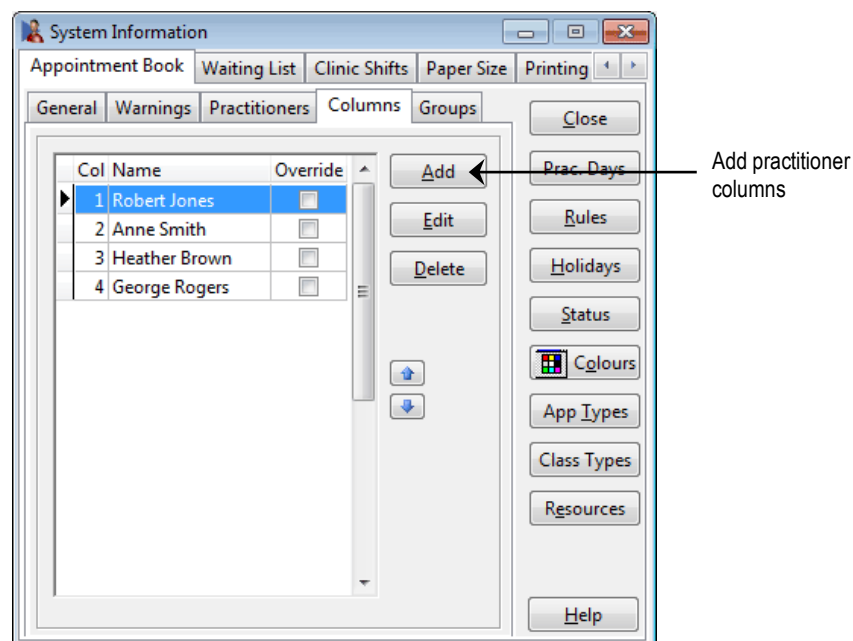 System Information
Appointment Book Waiting List Clinic Shifts Paper Size Printing
General Warnings Practitioners Columns Groups
Close
Col Name Override
1 Robert Jones
2 Anne Smith
3 Heather Brown
4 George Rogers
Add
Edit
Delete
Prac. Days
Rules
Holidays
Status
Colours
App Types
Class Types
Resources
Help
Add practitioner
columns